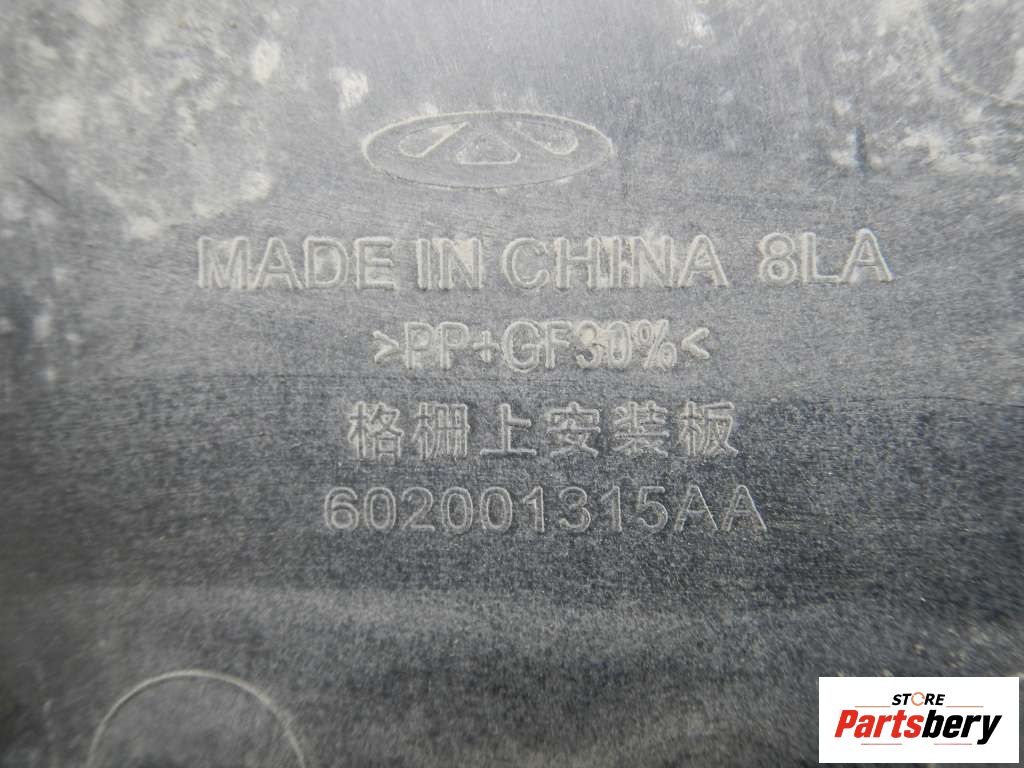 MADE IN CHINA 8LA
>PP+GF30%<
格栅上安装板
602001315AA
STORE
Partsbery